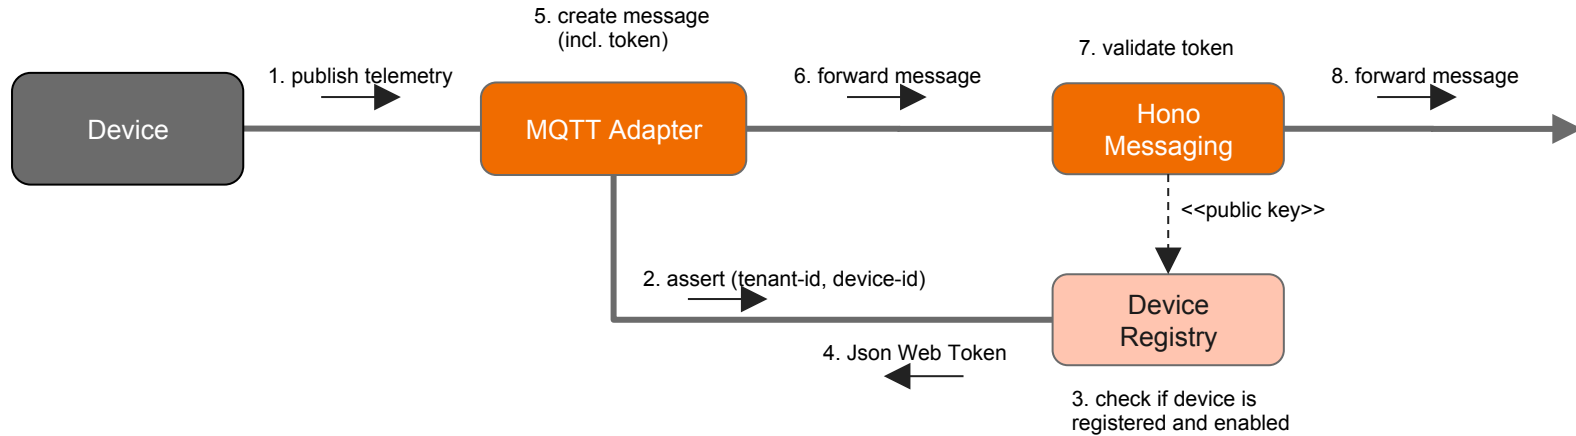 5. create message
(incl. token)
7. validate token
1. publish telemetry
6. forward message
8. forward message
Device
MQTT Adapter
Hono
Messaging
<<public key>>
2. assert (tenant-id, device-id)
Device
Registry
4. Json Web Token
3. check if device is
registered and enabled